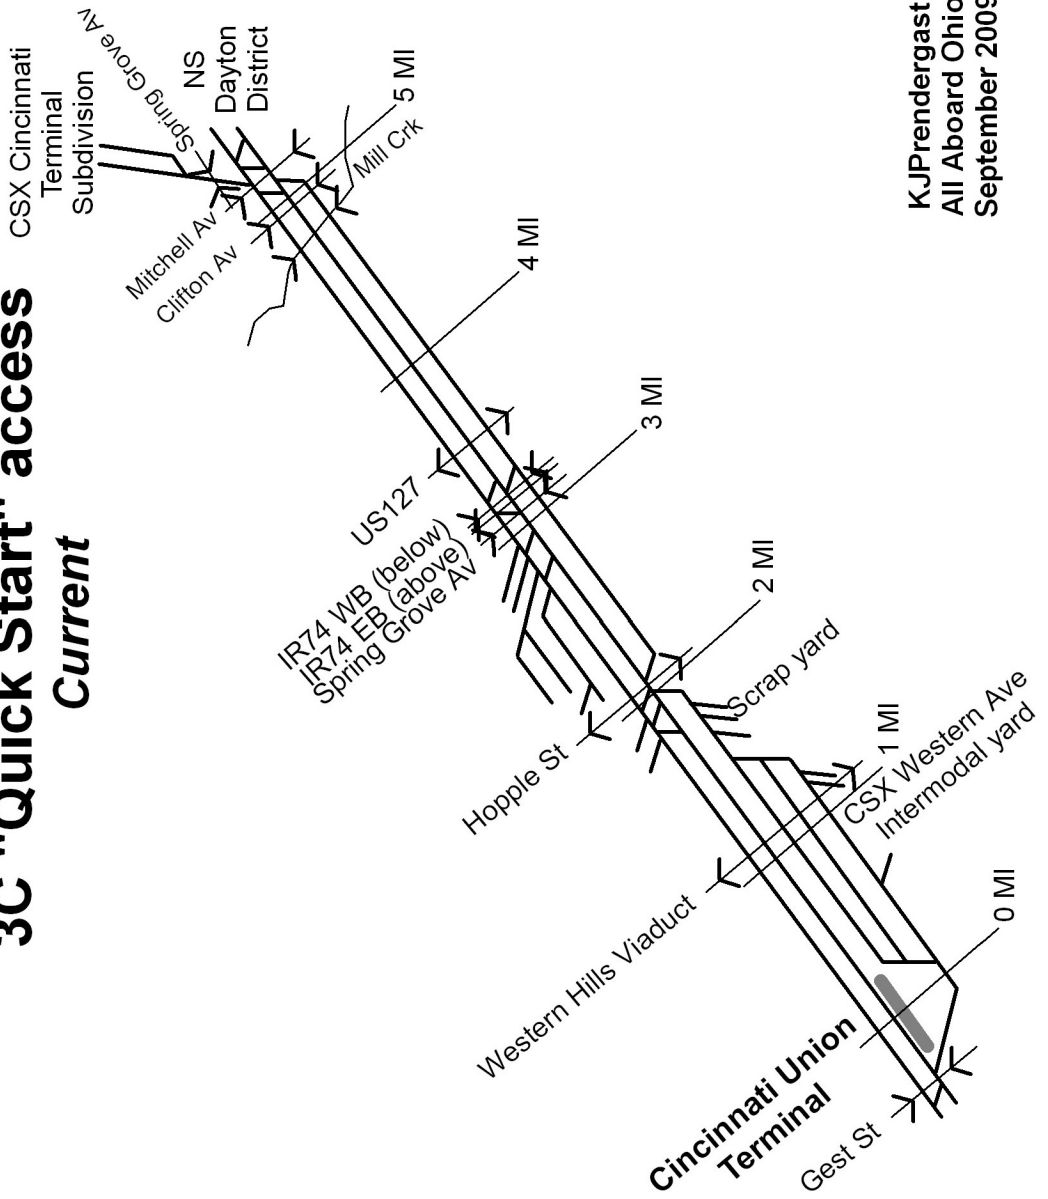 3C "Quick Start" access
Current
CSX Cincinnati
Terminal
Subdivision
Spring Grove Av
NS
Dayton
District
Mitchell Av
Clifton Av
5 MI
Mill Crk
4 MI
US127
3 MI
IR74 WB (below)
IR74 EB (above)
Spring Grove Av
2 MI
Hopple St
Scrap yard
1 MI
CSX Western Ave
Intermodal yard
Western Hills Viaduct
0 MI
Cincinnati Union
Terminal
Gest St
KJPrendergast
All Aboard Ohio
September 2009